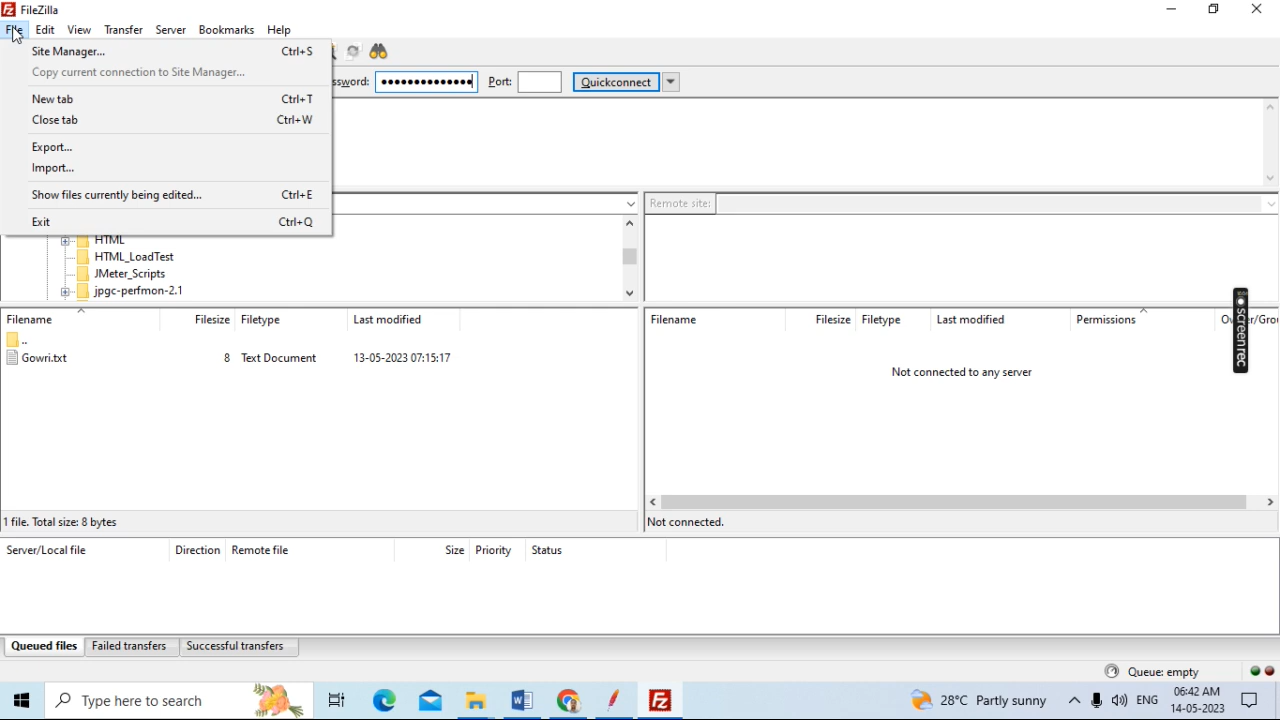 FileZilla
File Edit View Transfer Server Bookmarks Help
Site Manager... Ctrl+S
Copy current connection to Site Manager...
ssword: •••••••••••••• Port: Quickconnect
New tab Ctrl+T
Close tab Ctrl+W
Export...
Import...
Show files currently being edited... Ctrl+E
Remote site:
Exit Ctrl+Q
HTML
HTML_LoadTest
JMeter_Scripts
jpgc-perfmon-2.1
Filename Filesize Filetype Last modified
..
Gowri.txt 8 Text Document 13-05-2023 07:15:17
1 file. Total size: 8 bytes
Filename Filesize Filetype Last modified Permissions Ow er/Grou
Not connected to any server
screenrec
Not connected.
Server/Local file Direction Remote file Size Priority Status
Queued files Failed transfers Successful transfers
Queue: empty
Type here to search
28°C Partly sunny ENG 06:42 AM
14-05-2023